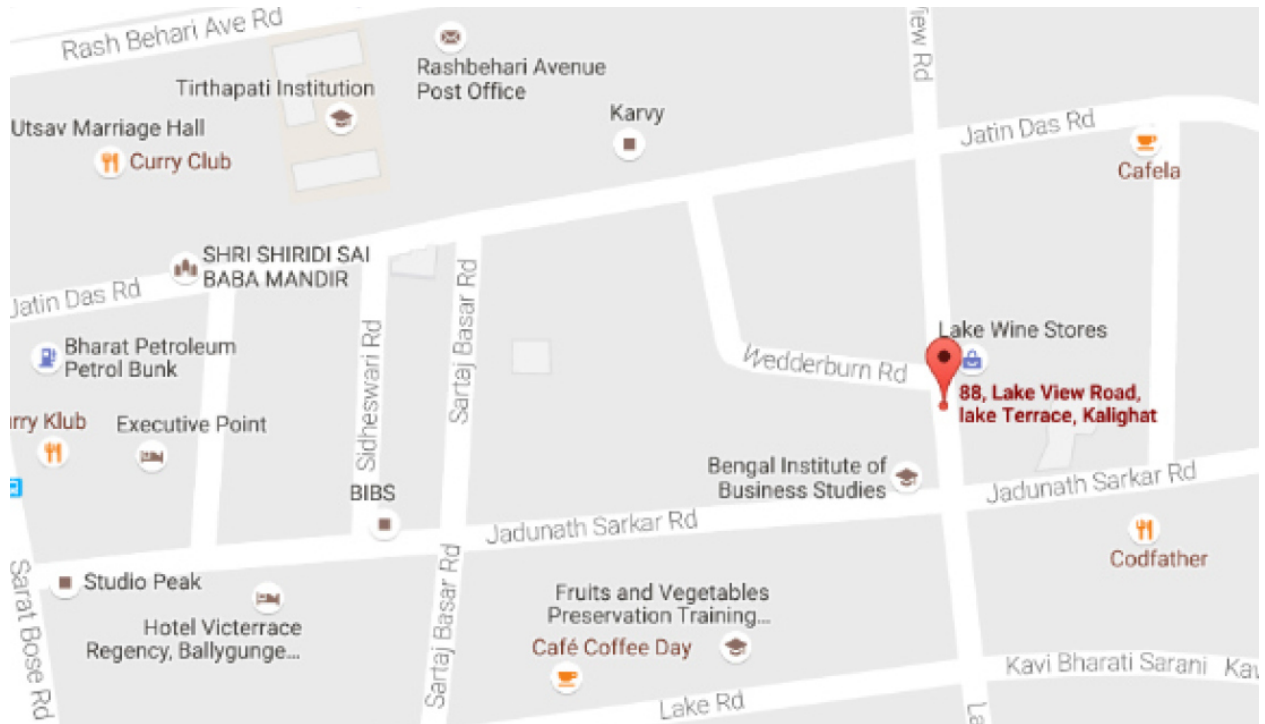 Rash Behari Ave Rd
Rashbehari Avenue
Post Office
View Rd
Tirthapati Institution
Karvy
Utsav Marriage Hall
Curry Club
Jatin Das Rd
Cafela
SHRI SHIRIDI SAI
BABA MANDIR
Jatin Das Rd
Sartaj Basar Rd
Sidheswari Rd
Bharat Petroleum
Petrol Bunk
Lake Wine Stores
Wedderburn Rd
88, Lake View Road,
lake Terrace, Kalighat
rry Klub
Executive Point
Bengal Institute of
Business Studies
Jadunath Sarkar Rd
BIBS
Jadunath Sarkar Rd
Codfather
Sarat Bose Rd
Studio Peak
Sartaj Basar Rd
Hotel Victerrace
Regency, Ballygunge...
Fruits and Vegetables
Preservation Training...
Café Coffee Day
Kavi Bharati Sarani
Kav
Lake Rd
La